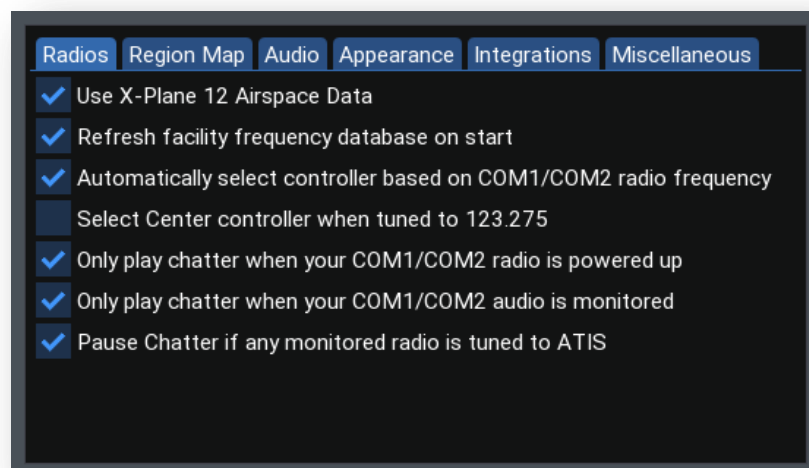 Radios Region Map Audio Appearance Integrations Miscellaneous
Use X-Plane 12 Airspace Data
Refresh facility frequency database on start
Automatically select controller based on COM1/COM2 radio frequency
Select Center controller when tuned to 123.275
Only play chatter when your COM1/COM2 radio is powered up
Only play chatter when your COM1/COM2 audio is monitored
Pause Chatter if any monitored radio is tuned to ATIS